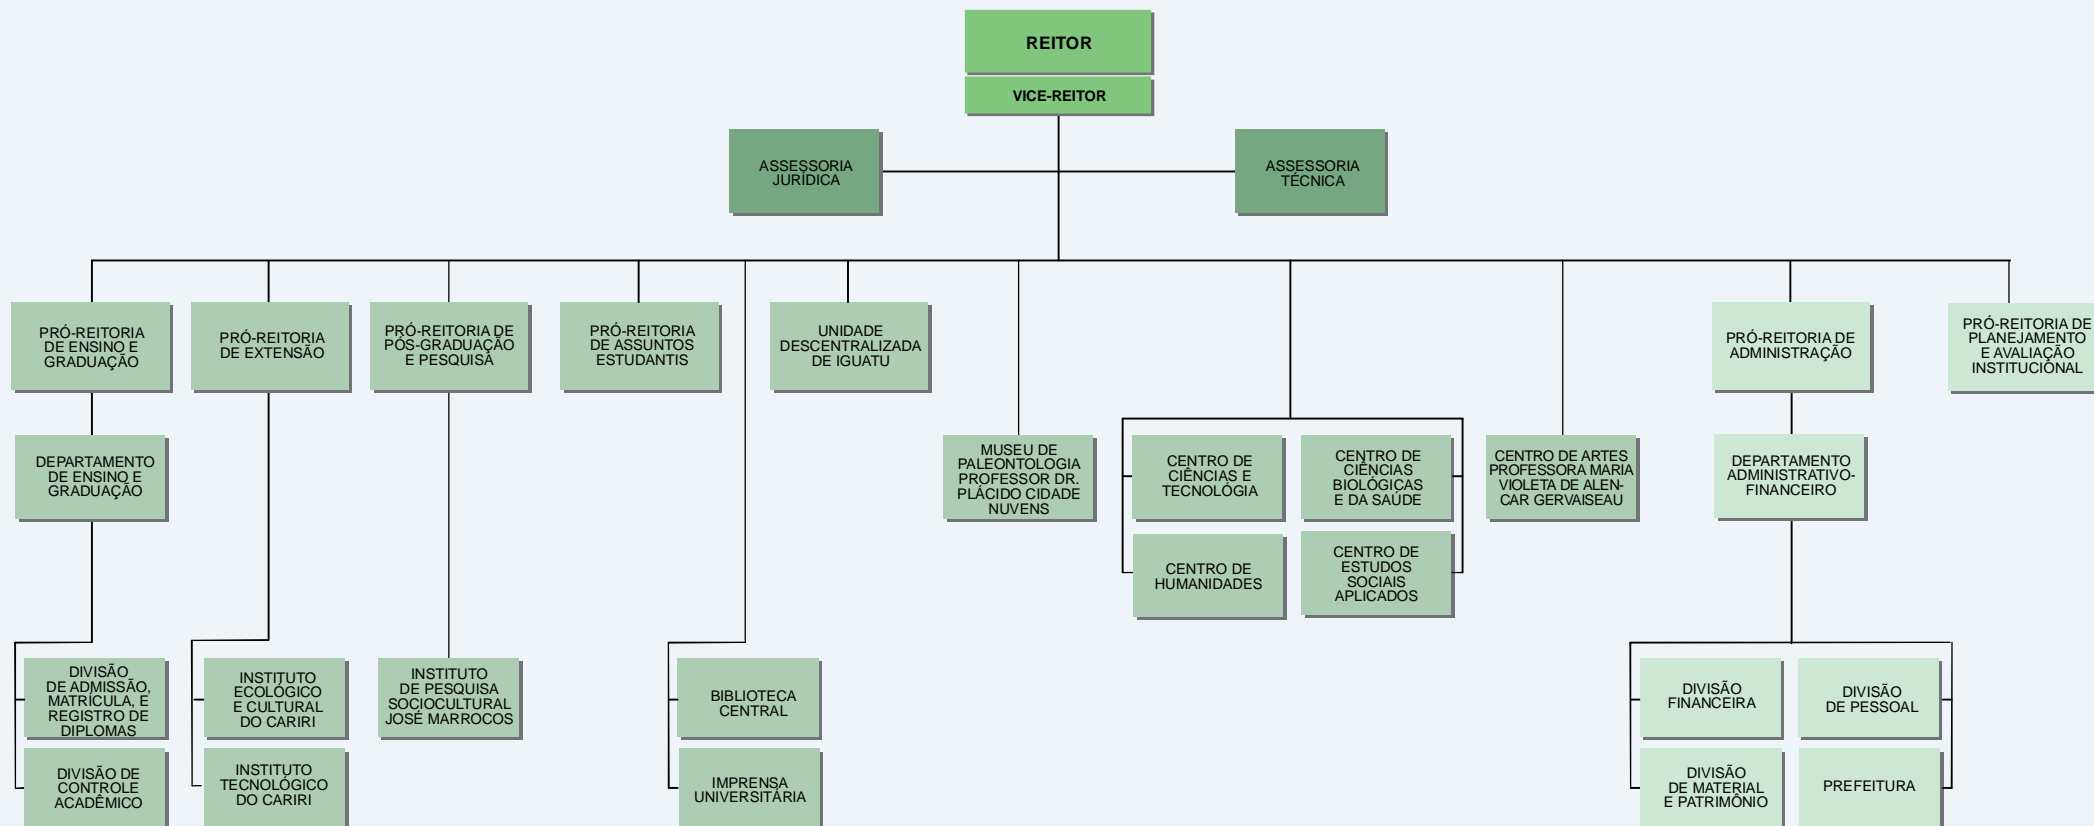 REITOR
VICE-REITOR
ASSESSORIA
JURÍDICA
ASSESSORIA
TÉCNICA
PRÓ-REITORIA
DE ENSINO E
GRADUAÇÃO
PRÓ-REITORIA
DE EXTENSÃO
PRÓ-REITORIA DE
PÓS-GRADUAÇÃO
E PESQUISA
PRÓ-REITORIA
DE ASSUNTOS
ESTUDANTIS
UNIDADE
DESCENTRALIZADA
DE IGUATU
PRÓ-REITORIA DE
ADMINISTRAÇÃO
PRÓ-REITORIA DE
PLANEJAMENTO
E AVALIAÇÃO
INSTITUCIONAL
DEPARTAMENTO
DE ENSINO E
GRADUAÇÃO
MUSEU DE
PALEONTOLOGIA
PROFESSOR DR.
PLÁCIDO CIDADE
NUVENS
CENTRO DE
CIÊNCIAS E
TECNOLÓGIA
CENTRO DE
CIÊNCIAS
BIOLÓGICAS
E DA SAÚDE
CENTRO DE ARTES
PROFESSORA MARIA
VIOLETA DE ALEN-
CAR GERVAISEAU
DEPARTAMENTO
ADMINISTRATIVO-
FINANCEIRO
CENTRO DE
HUMANIDADES
CENTRO DE
ESTUDOS
SOCIAIS
APLICADOS
DIVISÃO
DE ADMISSÃO,
MATRÍCULA, E
REGISTRO DE
DIPLOMAS
INSTITUTO
ECOLÓGICO
E CULTURAL
DO CARIRI
INSTITUTO
DE PESQUISA
SOCIOCULTURAL
JOSÉ MARROCOS
BIBLIOTECA
CENTRAL
DIVISÃO
FINANCEIRA
DIVISÃO
DE PESSOAL
DIVISÃO DE
CONTROLE
ACADÊMICO
INSTITUTO
TECNOLÓGICO
DO CARIRI
IMPRENSA
UNIVERSITÁRIA
DIVISÃO
DE MATERIAL
E PATRIMÔNIO
PREFEITURA